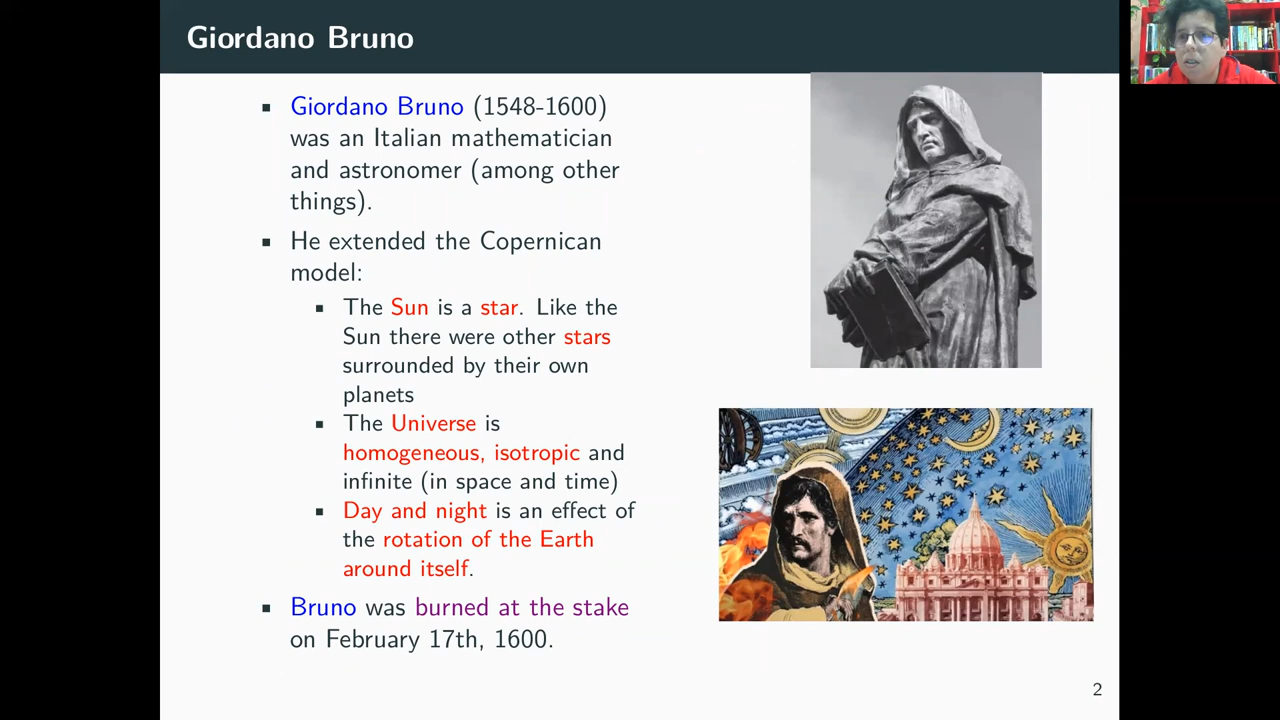 Giordano Bruno
▪ Giordano Bruno (1548-1600)
was an Italian mathematician
and astronomer (among other
things).
▪ He extended the Copernican
model:
▪ The Sun is a star. Like the
Sun there were other stars
surrounded by their own
planets
▪ The Universe is
homogeneous, isotropic and
infinite (in space and time)
▪ Day and night is an effect of
the rotation of the Earth
around itself.
▪ Bruno was burned at the stake
on February 17th, 1600.
2